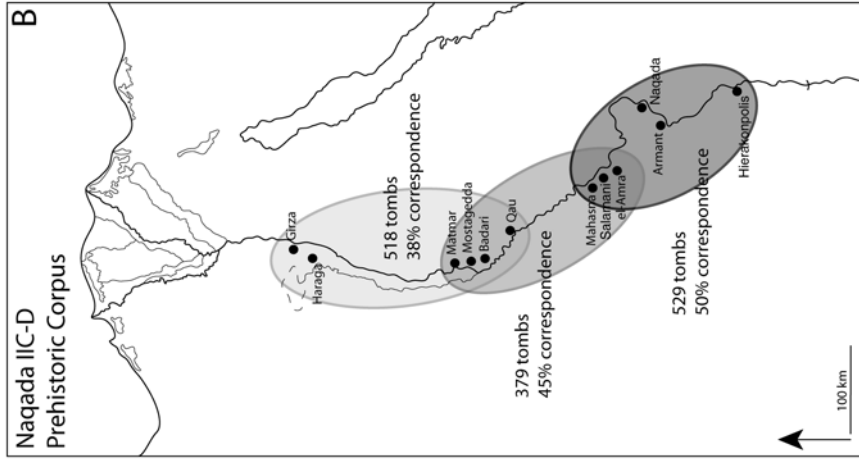 B
Naqada IIC-D
Prehistoric Corpus
Girza
Haraga
518 tombs
38% correspondence
Matmar
Mostagedda
Badari
Qau
379 tombs
45% correspondence
Mahasna
Salamani
el-Amra
Naqada
Armant
Hierakonpolis
529 tombs
50% correspondence
100 km